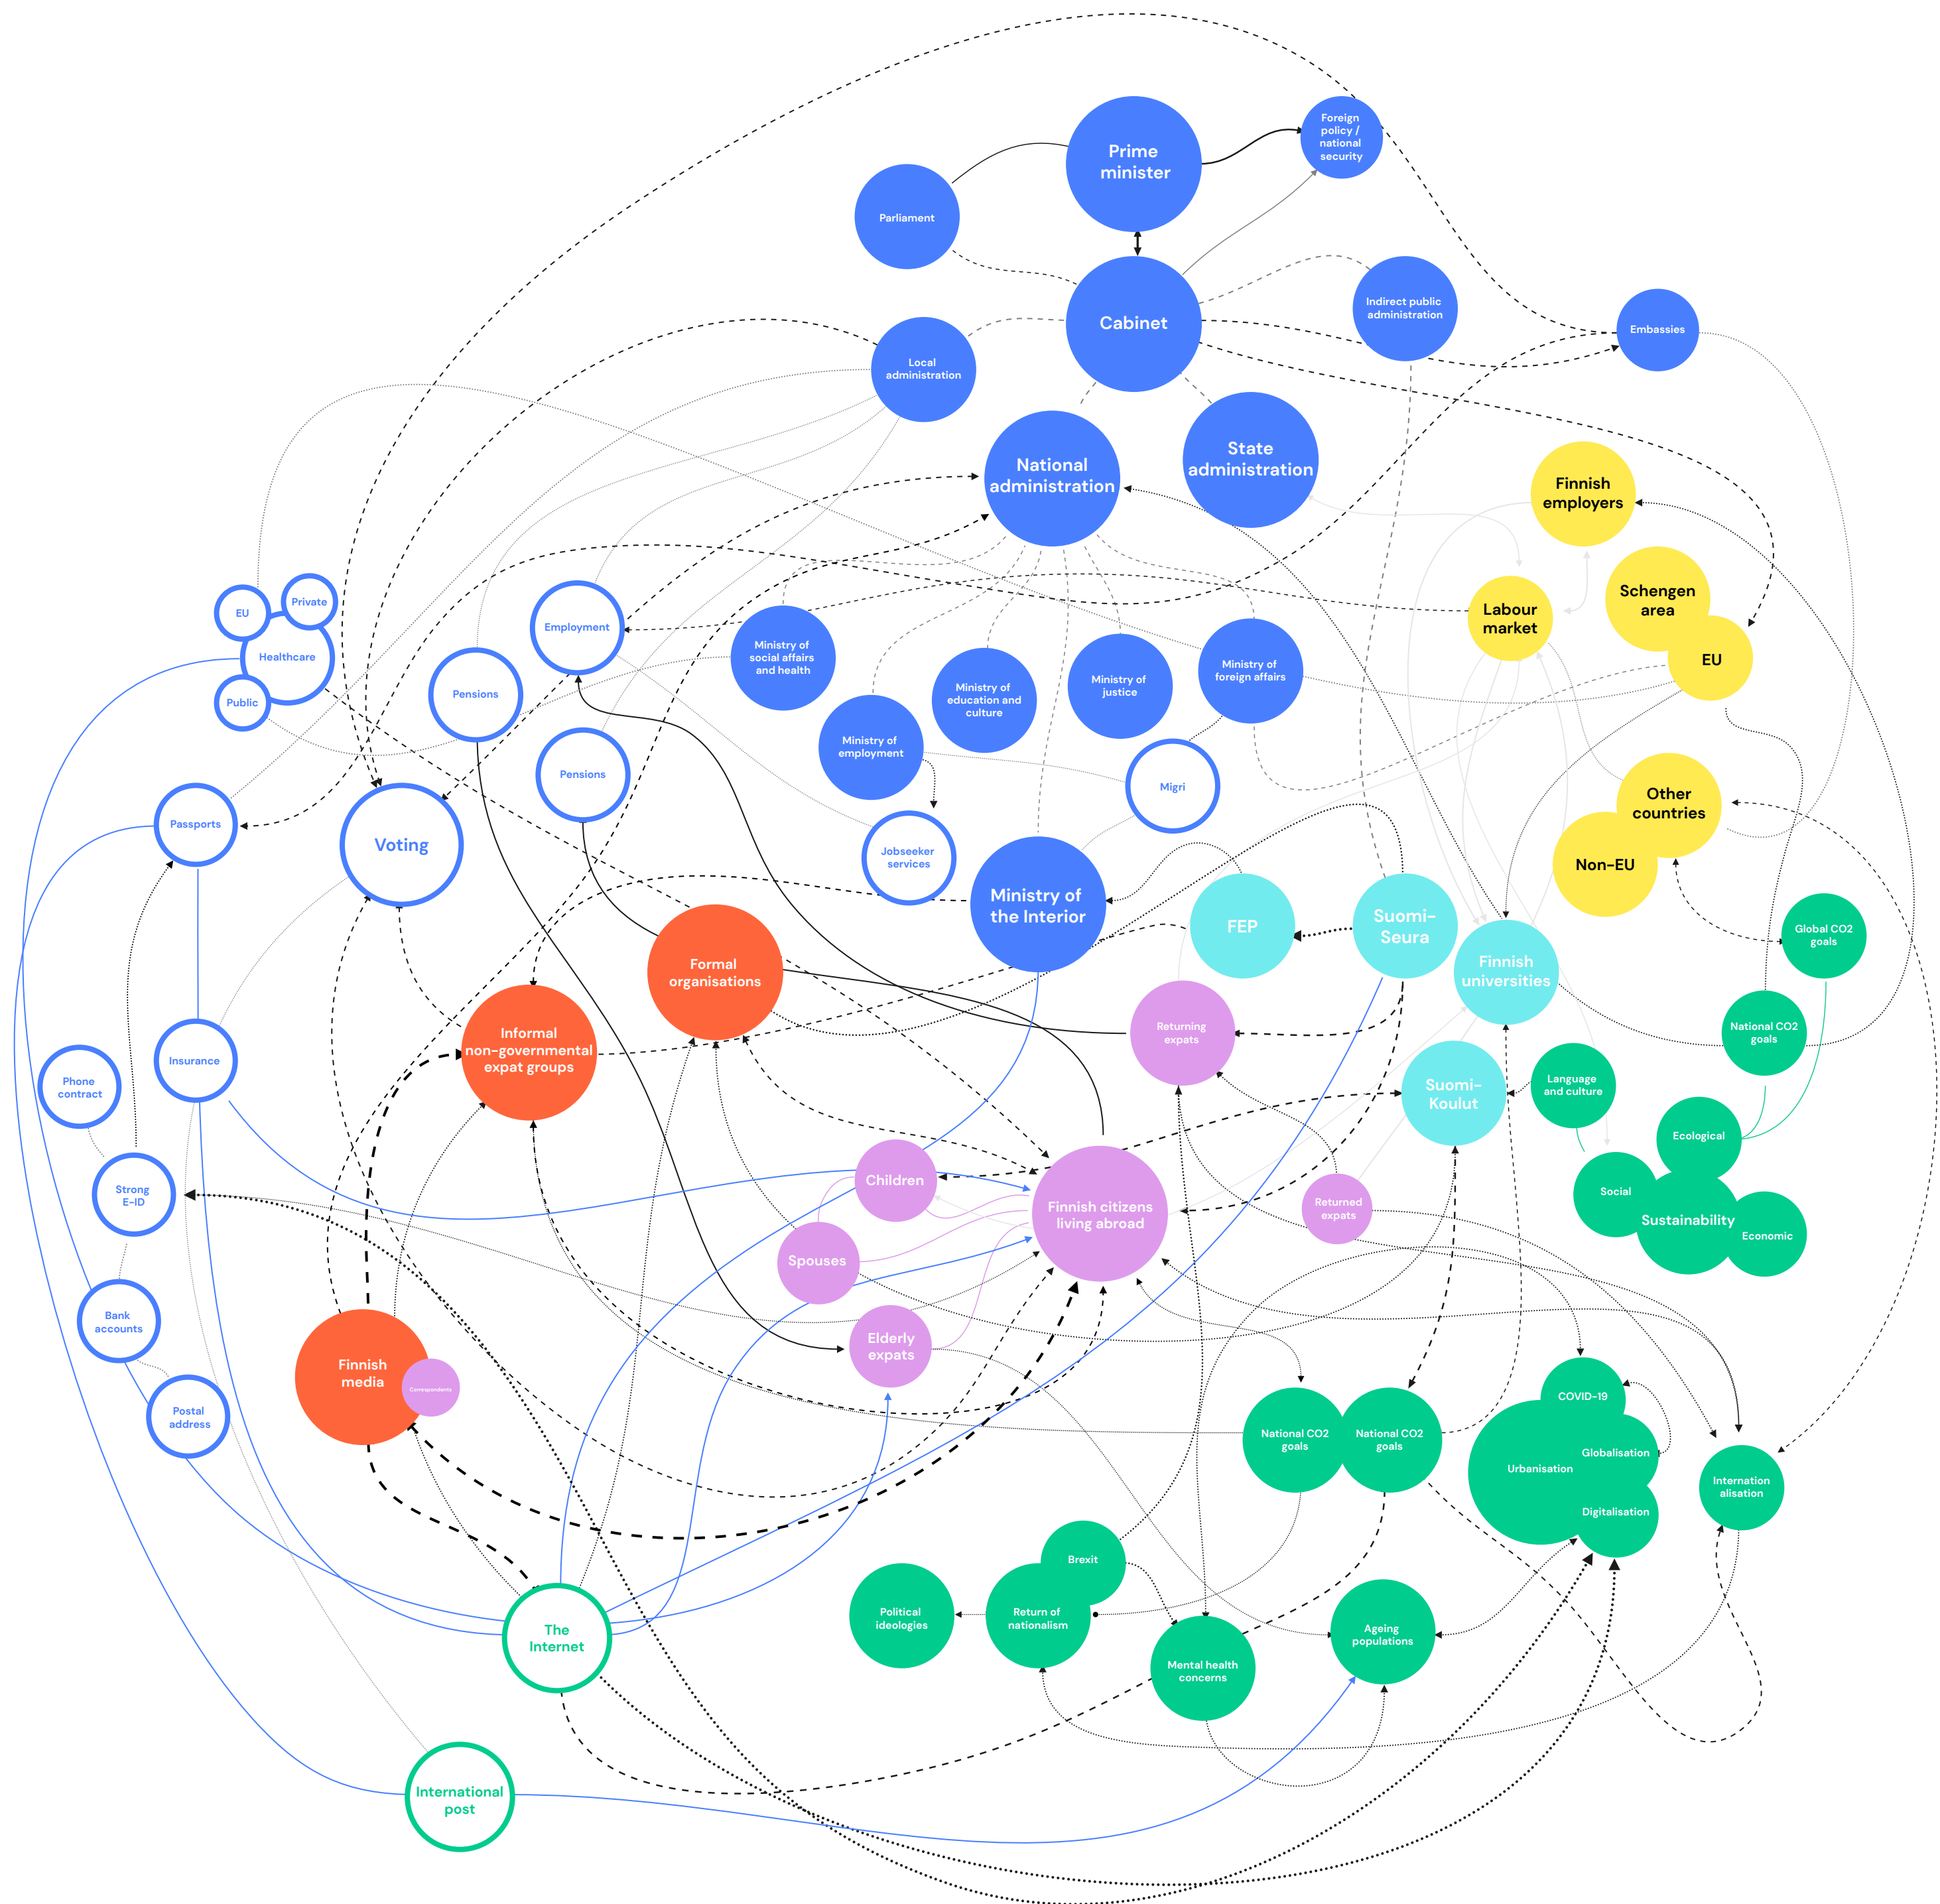 Foreign
policy /
national
security
Prime
minister
Parliament
Cabinet
Indirect public
administration
Embassies
Local
administration
National
administration
State
administration
Finnish
employers
Schengen
area
Labour
market
EU
EU
Private
Healthcare
Public
Employment
Pensions
Ministry of
social affairs
and health
Ministry of
education and
culture
Ministry of
justice
Ministry of
foreign affairs
Ministry of
employment
Pensions
Migri
Other
countries
Non-EU
Passports
Voting
Jobseeker
services
Ministry of
the Interior
FEP
Suomi-
Seura
Finnish
universities
Global CO2
goals
National CO2
goals
Formal
organisations
Informal
non-governmental
expat groups
Returning
expats
Insurance
Phone
contract
Suomi-
Koulut
Language
and culture
Ecological
Strong
E-ID
Children
Finnish citizens
living abroad
Returned
expats
Social
Sustainability
Economic
Spouses
Bank
accounts
Elderly
expats
Finnish
media
Correspondents
Postal
address
National CO2
goals
National CO2
goals
COVID-19
Globalisation
Urbanisation
Digitalisation
Internation
alisation
Brexit
Political
ideologies
Return of
nationalism
Ageing
populations
Mental health
concerns
The
Internet
International
post